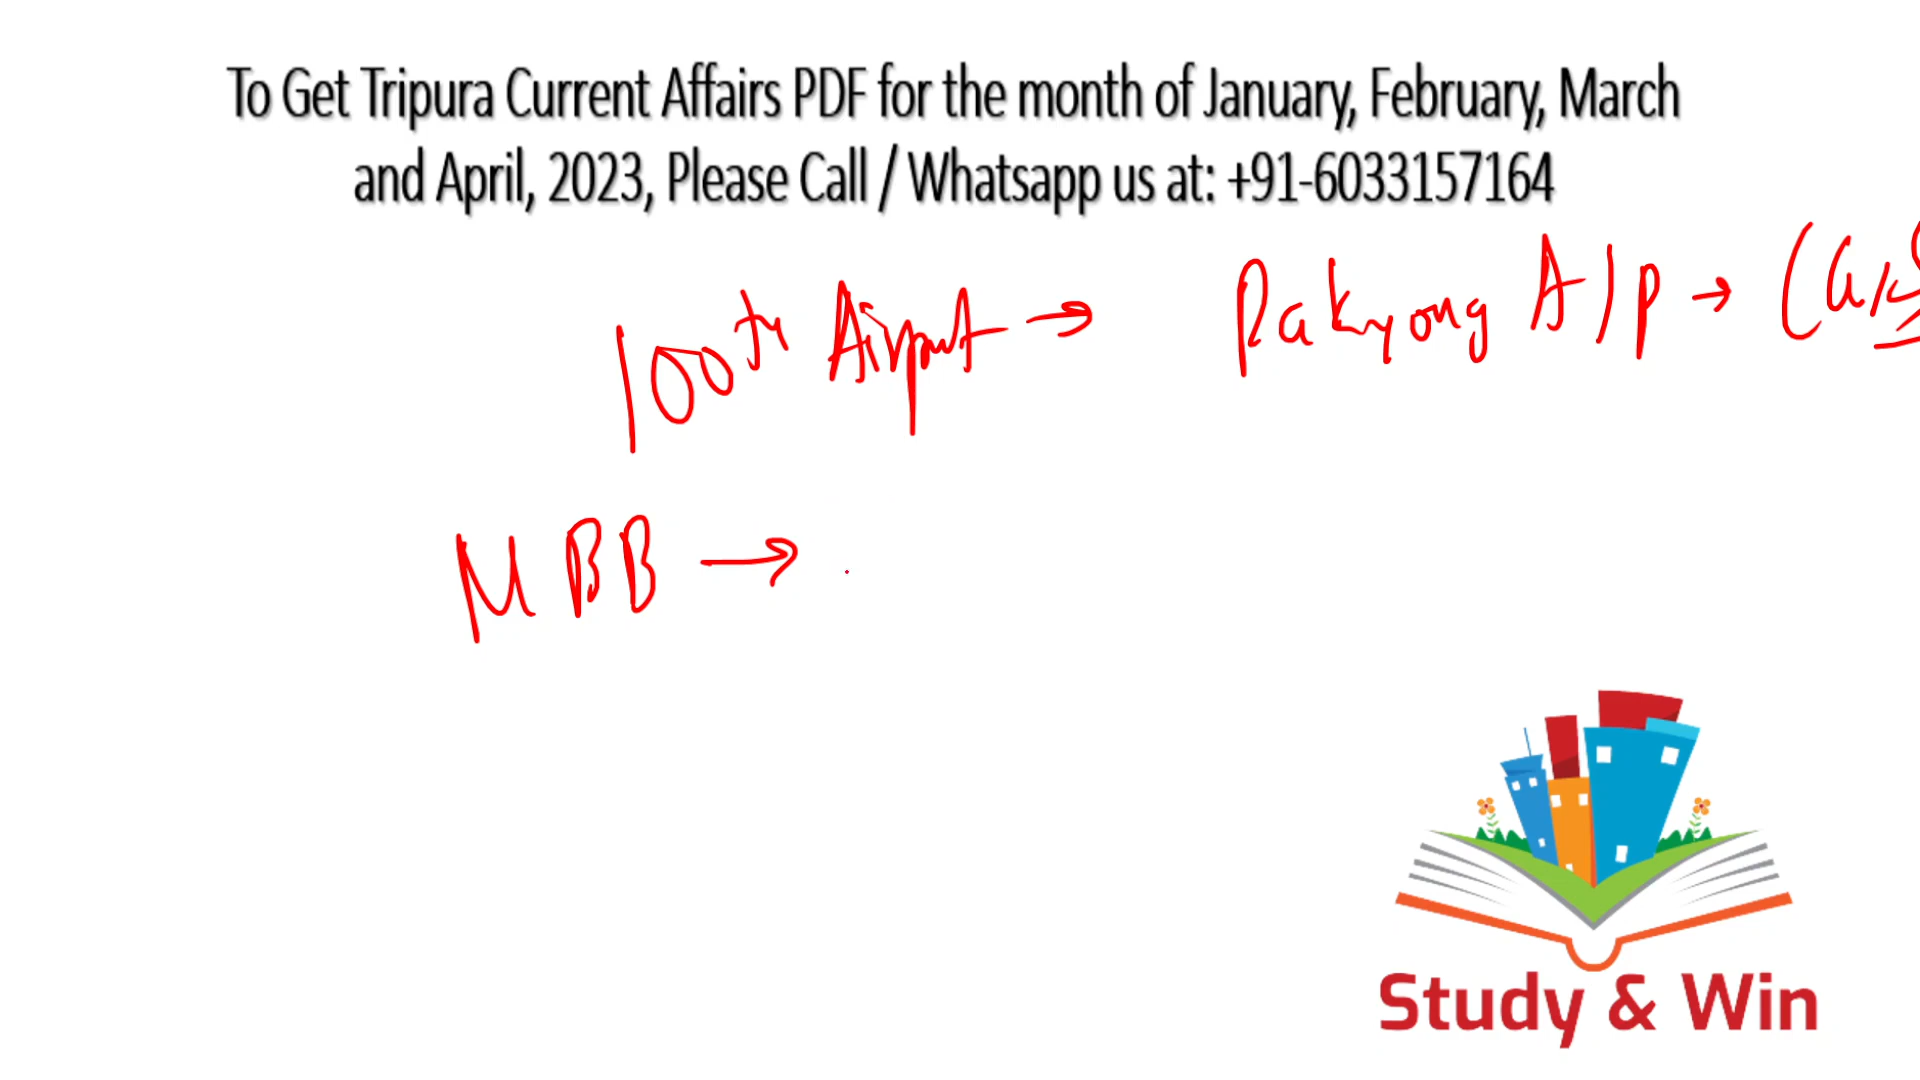 To Get Tripura Current Affairs PDF for the month of January, February, March
and April, 2023, Please Call / Whatsapp us at: +91-6033157164
100th Airport → Pakyong A/p → (
MBB →
Study & Win